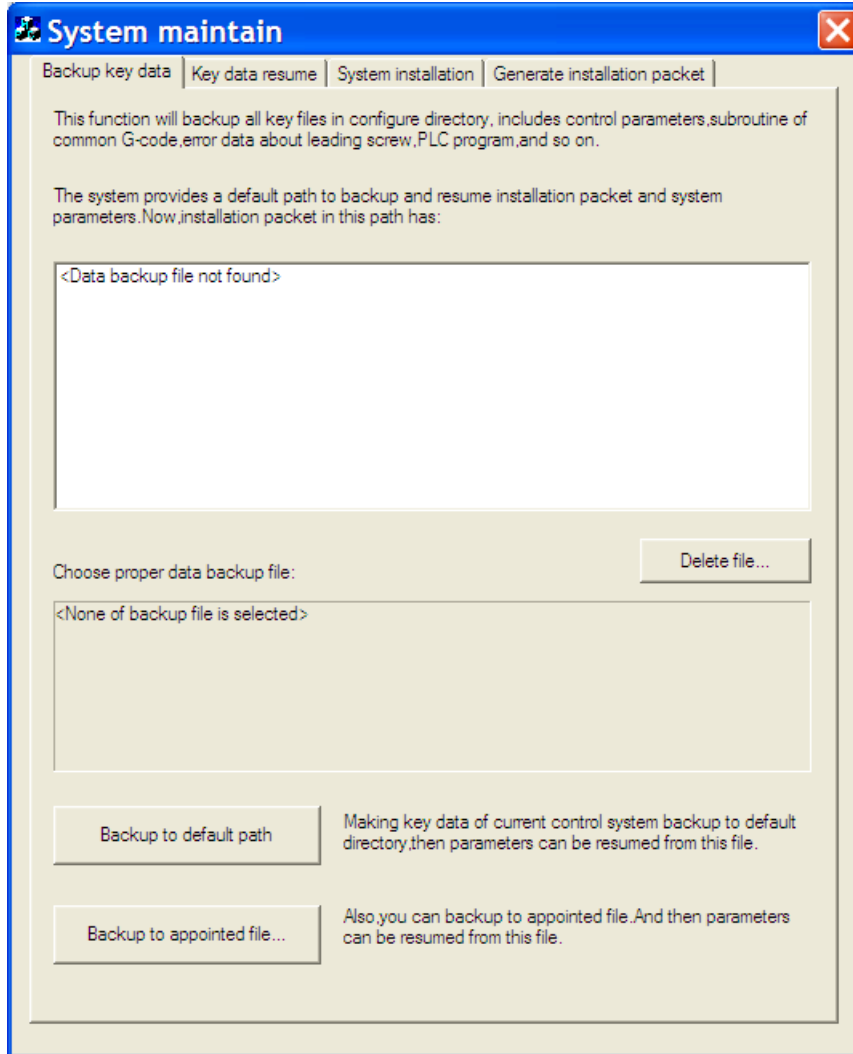 System maintain
Backup key data
Key data resume
System installation
Generate installation packet
This function will backup all key files in configure directory, includes control parameters,subroutine of
common G-code,error data about leading screw,PLC program,and so on.
The system provides a default path to backup and resume installation packet and system
parameters.Now,installation packet in this path has:
<Data backup file not found>
Delete file...
Choose proper data backup file:
<None of backup file is selected>
Backup to default path
Making key data of current control system backup to default
directory,then parameters can be resumed from this file.
Backup to appointed file...
Also,you can backup to appointed file.And then parameters
can be resumed from this file.